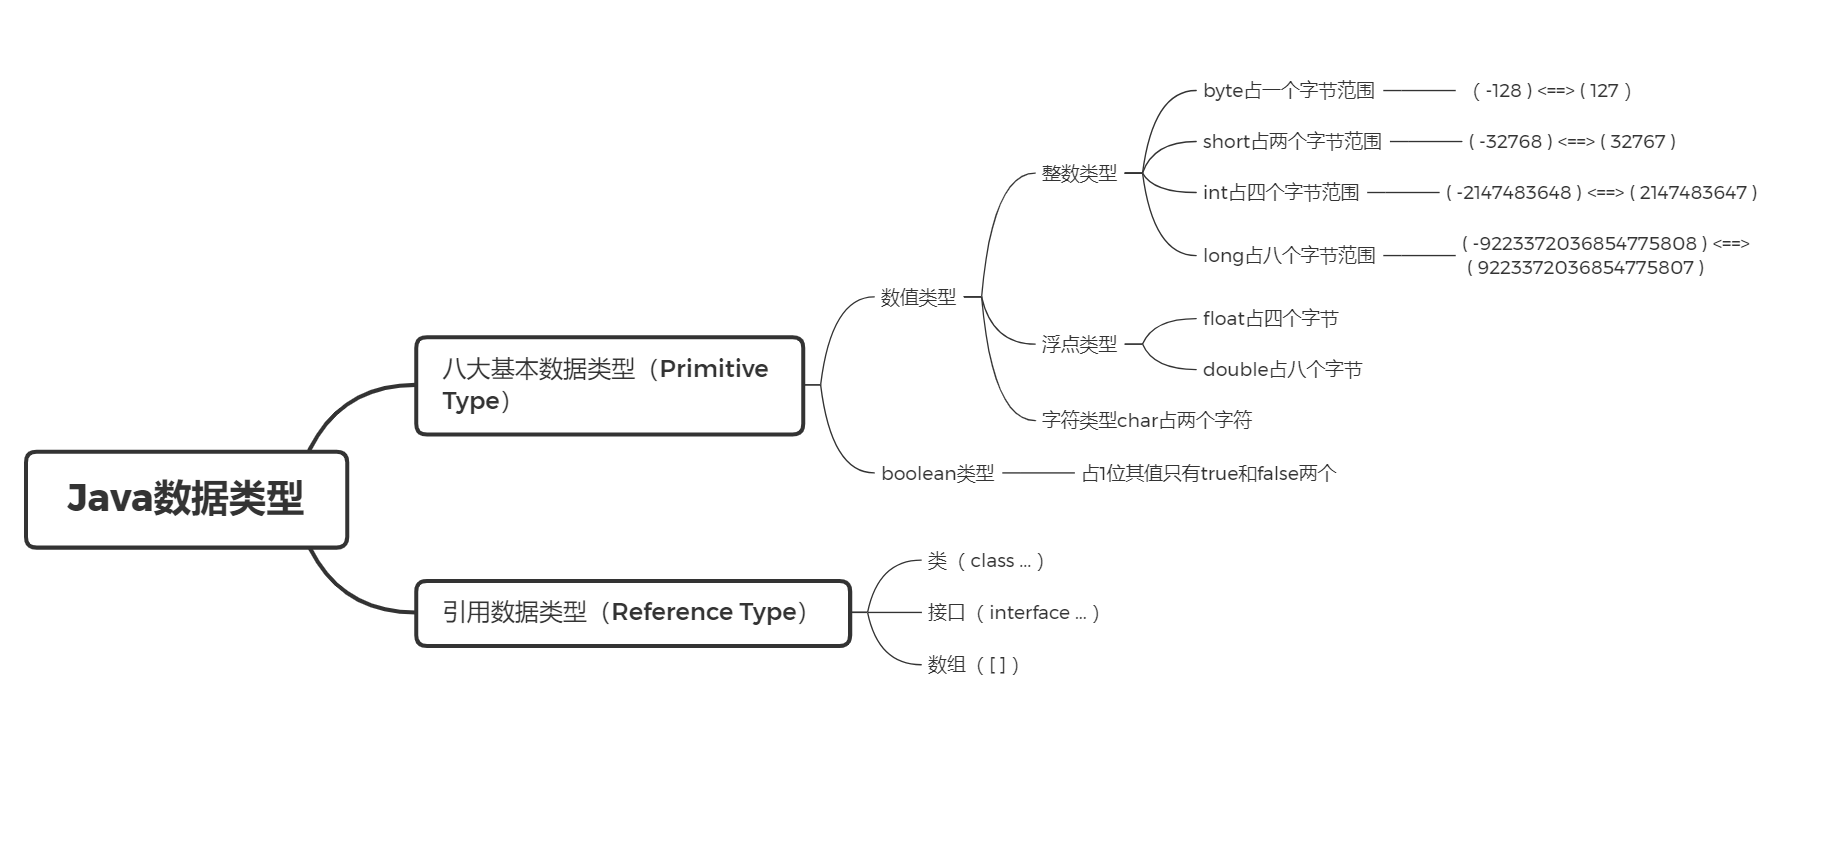 Java数据类型
八大基本数据类型（Primitive
Type）
数值类型
整数类型
byte占一个字节范围
( -128 ) <==> ( 127 )
short占两个字节范围
( -32768 ) <==> ( 32767 )
int占四个字节范围
( -2147483648 ) <==> ( 2147483647 )
long占八个字节范围
( -9223372036854775808 ) <==>
( 9223372036854775807 )
浮点类型
float占四个字节
double占八个字节
字符类型char占两个字符
boolean类型
占1位其值只有true和false两个
引用数据类型（Reference Type）
类（ class ... ）
接口（ interface ... ）
数组（ [ ] ）